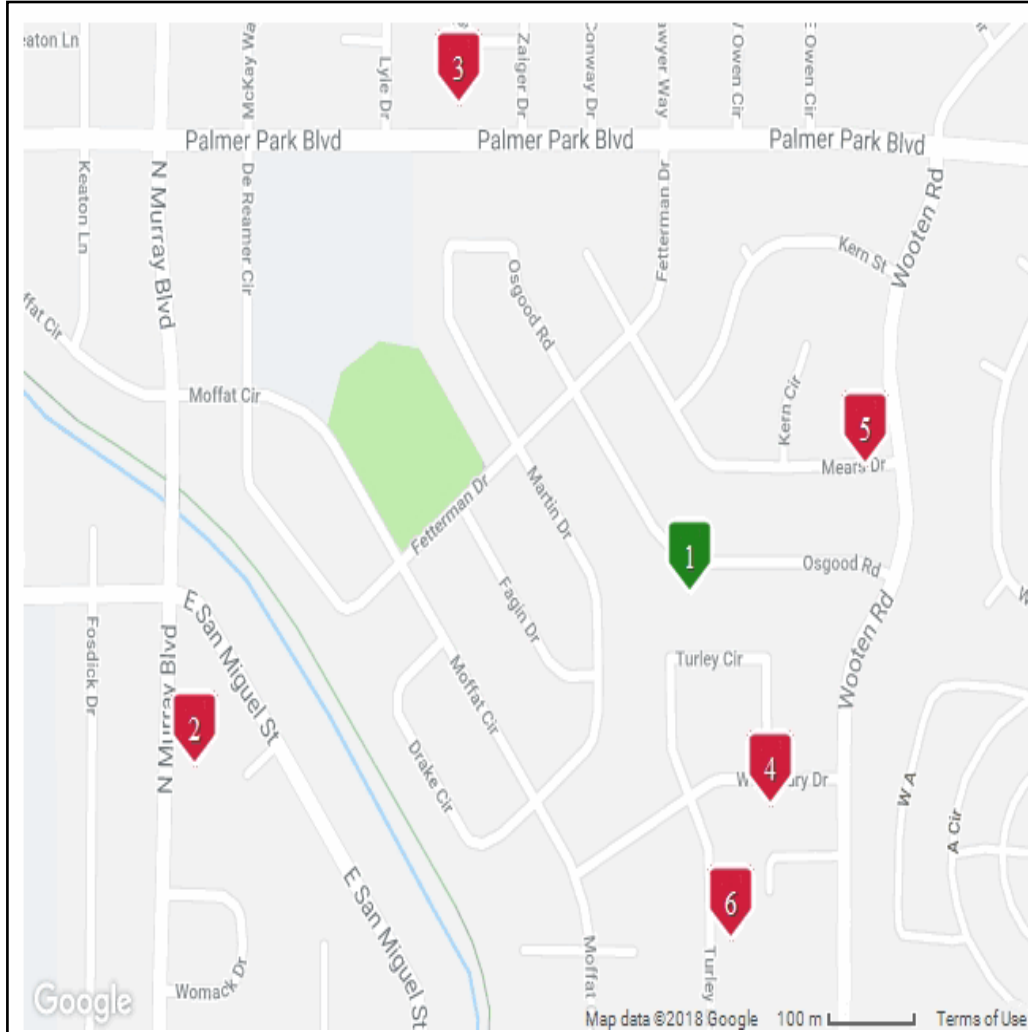 eaton Ln
McKay Way
Lyle Dr
3
Zaiger Dr
Conway Dr
awyer Way
Owen Cir
Owen Cir
Cir
Palmer Park Blvd
Palmer Park Blvd
Palmer Park Blvd
Keaton Ln
N Murray Blvd
De Reamer Cir
Fetterman Dr
Wooten Rd
Kern St
Osgood Rd
ffat Cir
Moffat Cir
Kern Cir
5
Mears Dr
Fetterman Dr
Martin Dr
1
Osgood Rd
E San Miguel St
Fagin Dr
Fosdick Dr
N Murray Blvd
Moffat Cir
Turley Cir
Wooten Rd
2
Drake Cir
4
W ury Dr
W A
A Cir
6
E San Miguel St
Moffat
Turley
Womack Dr
Google
Map data ©2018 Google
100 m
Terms of Use